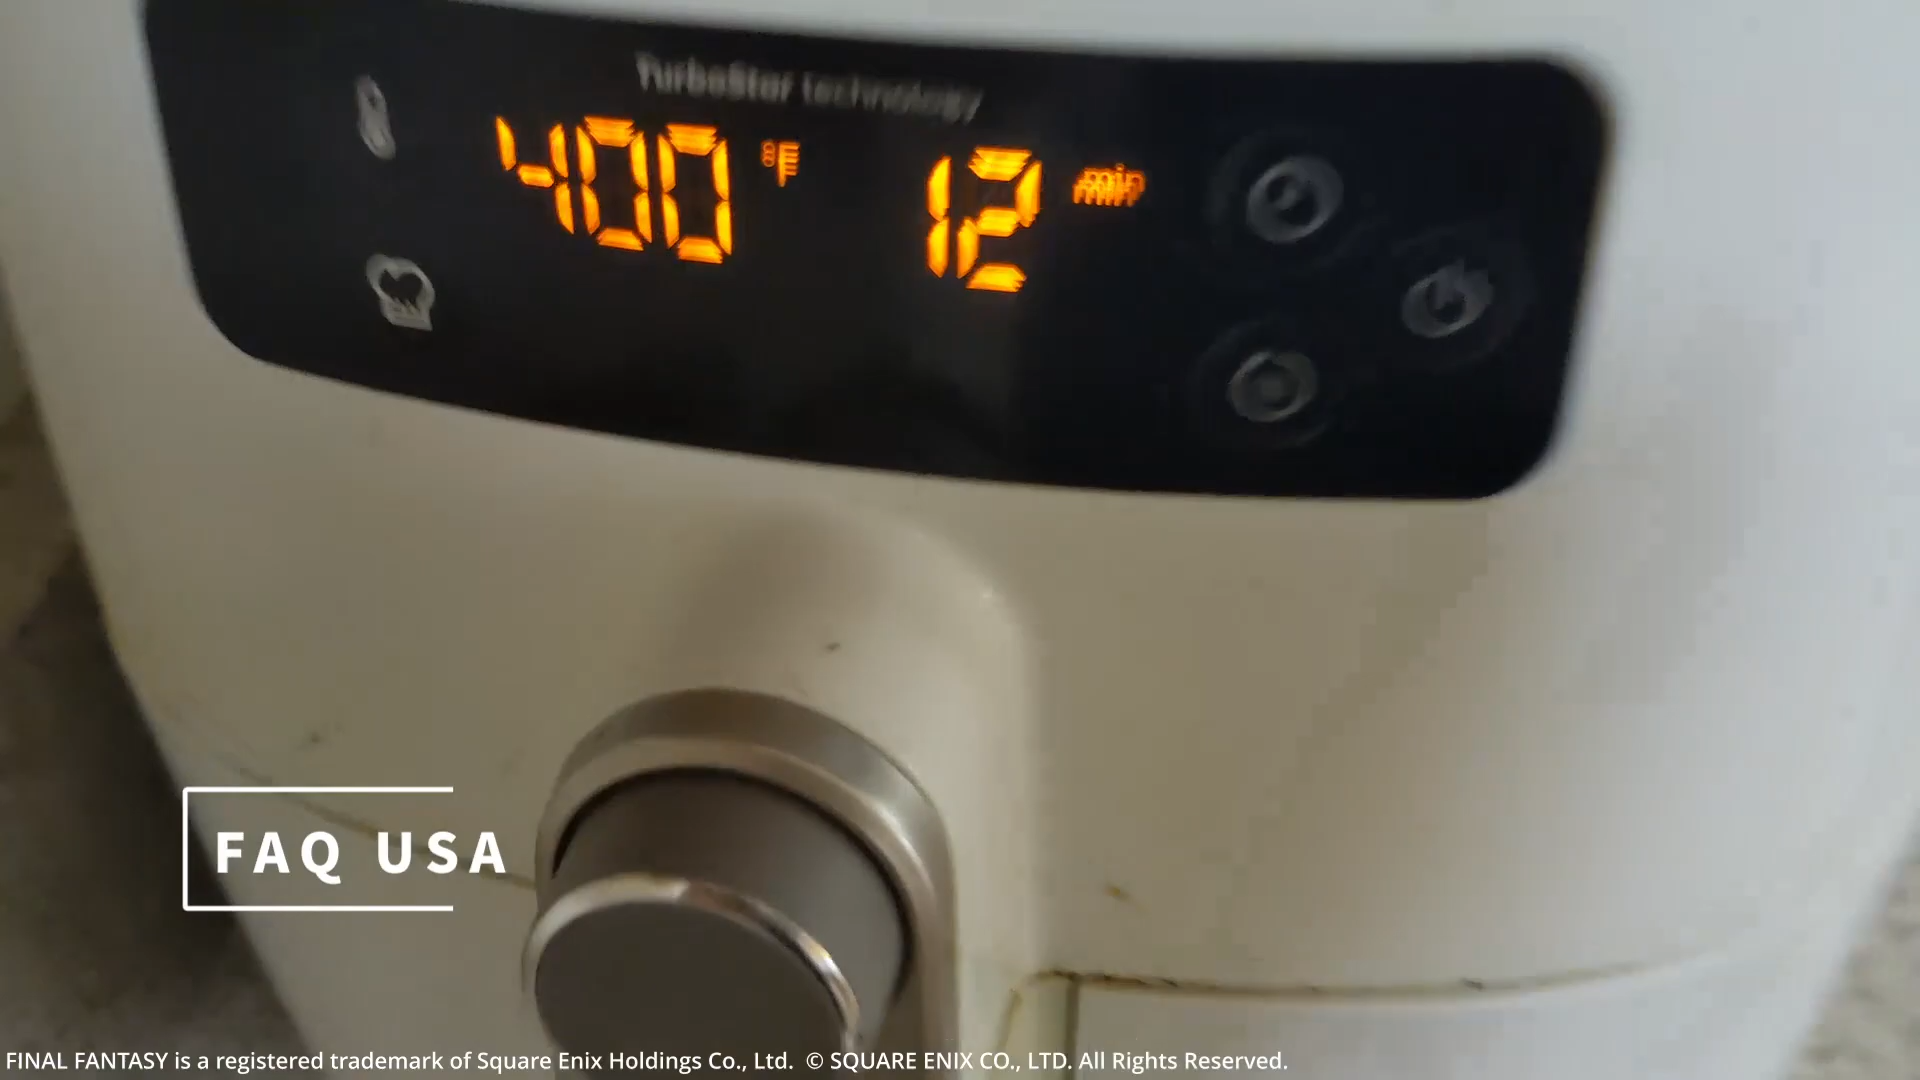 TurboStar technology
400 °F 12 min
FAQ USA
FINAL FANTASY is a registered trademark of Square Enix Holdings Co., Ltd. © SQUARE ENIX CO., LTD. All Rights Reserved.